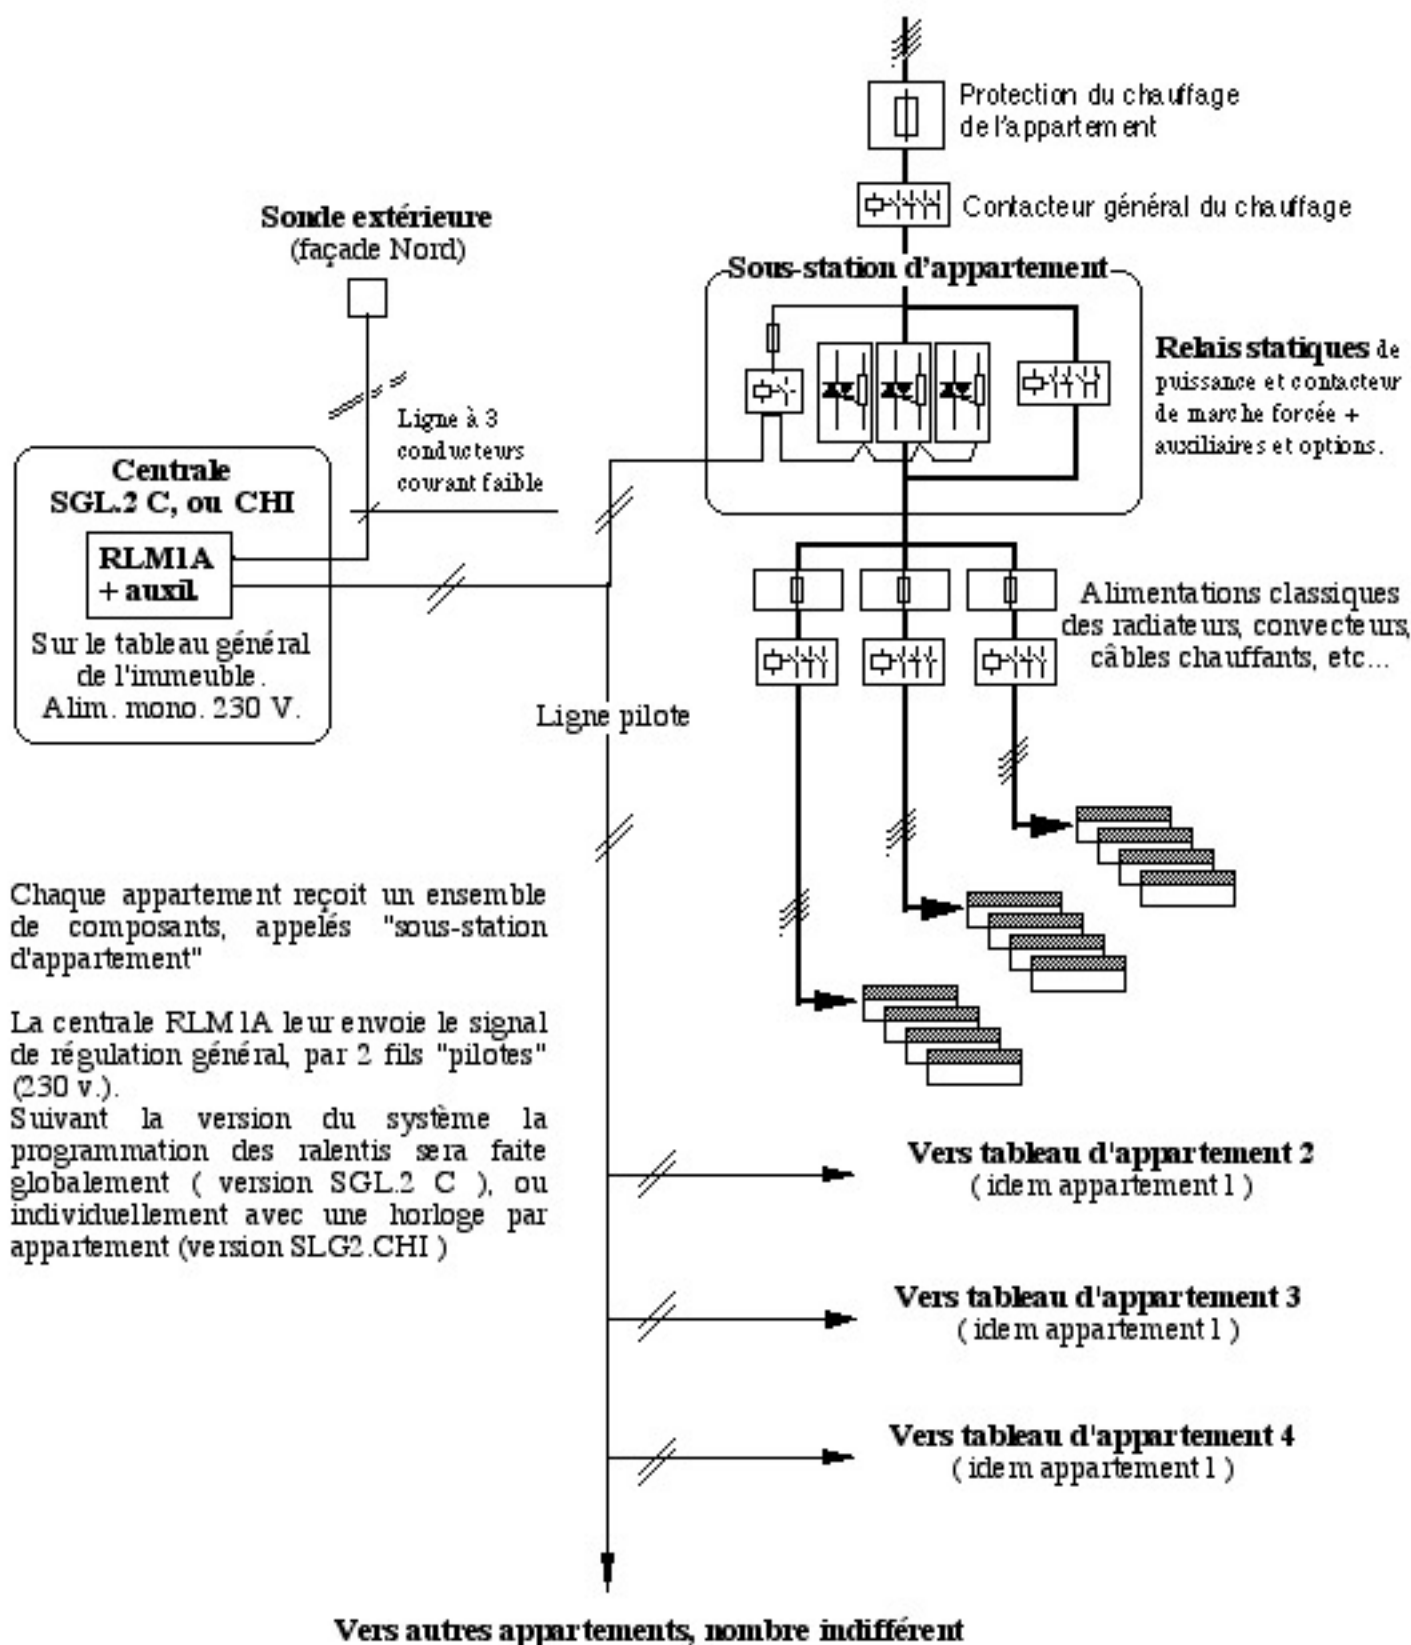 Protection du chauffage
de l'appartement
Contacteur général du chauffage
Sonde extérieure
(façade Nord)
Sous-station d'appartement
Relais statiques de
puissance et contacteur
de marche forcée +
auxiliaires et options.
Ligne à 3
conducteurs
courant faible
Centrale
SGL.2 C, ou CHI
RLM1A
+ auxil.
Sur le tableau général
de l'immeuble.
Alim. mono. 230 V.
Alimentations classiques
des radiateurs, convecteurs,
câbles chauffants, etc...
Ligne pilote
Chaque appartement reçoit un ensemble
de composants, appelés "sous-station
d'appartement"
La centrale RLM1A leur envoie le signal
de régulation général, par 2 fils "pilotes"
(230 v.).
Suivant la version du système la
programmation des ralentis sera faite
globalement ( version SGL.2 C ), ou
individuellement avec une horloge par
appartement (version SLG2.CHI )
Vers tableau d'appartement 2
( idem appartement 1 )
Vers tableau d'appartement 3
( idem appartement 1 )
Vers tableau d'appartement 4
( idem appartement 1 )
Vers autres appartements, nombre indifférent